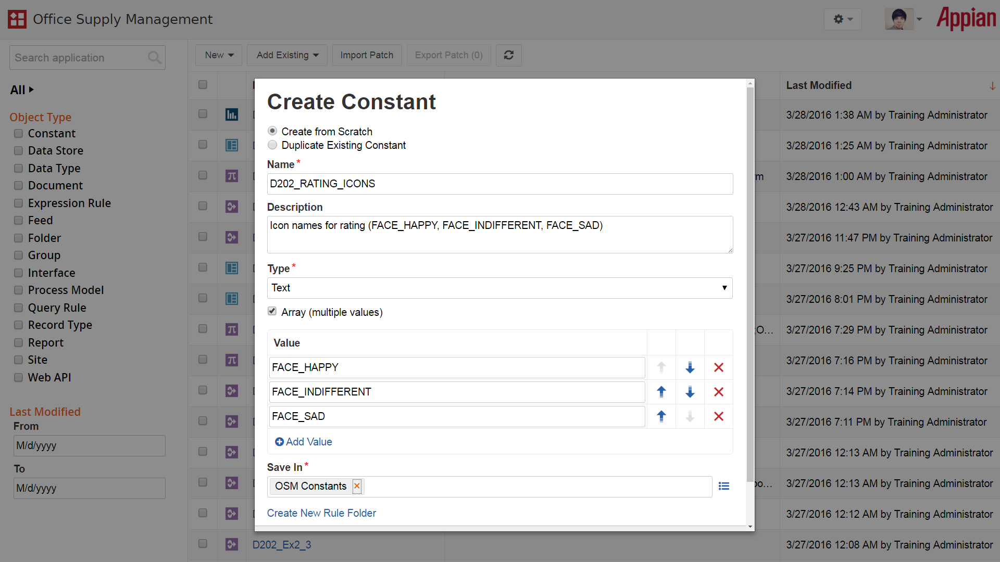 Office Supply Management
Appian
Search application
New
Add Existing
Import Patch
Export Patch (0)
All
Object Type
Constant
Data Store
Data Type
Document
Expression Rule
Feed
Folder
Group
Interface
Process Model
Query Rule
Record Type
Report
Site
Web API
Last Modified
From
M/d/yyyy
To
M/d/yyyy
Create Constant
Create from Scratch
Duplicate Existing Constant
Name*
D202_RATING_ICONS
Description
Icon names for rating (FACE_HAPPY, FACE_INDIFFERENT, FACE_SAD)
Type*
Text
Array (multiple values)
Value
FACE_HAPPY
FACE_INDIFFERENT
FACE_SAD
Add Value
Save In*
OSM Constants
Create New Rule Folder
D202_Ex2_3
Last Modified
3/28/2016 1:38 AM by Training Administrator
3/28/2016 1:25 AM by Training Administrator
3/28/2016 1:00 AM by Training Administrator
3/28/2016 12:43 AM by Training Administrator
3/27/2016 11:47 PM by Training Administrator
3/27/2016 9:25 PM by Training Administrator
3/27/2016 8:01 PM by Training Administrator
3/27/2016 7:29 PM by Training Administrator
3/27/2016 7:16 PM by Training Administrator
3/27/2016 7:14 PM by Training Administrator
3/27/2016 7:11 PM by Training Administrator
3/27/2016 12:13 AM by Training Administrator
3/27/2016 12:13 AM by Training Administrator
3/27/2016 12:12 AM by Training Administrator
3/27/2016 12:08 AM by Training Administrator